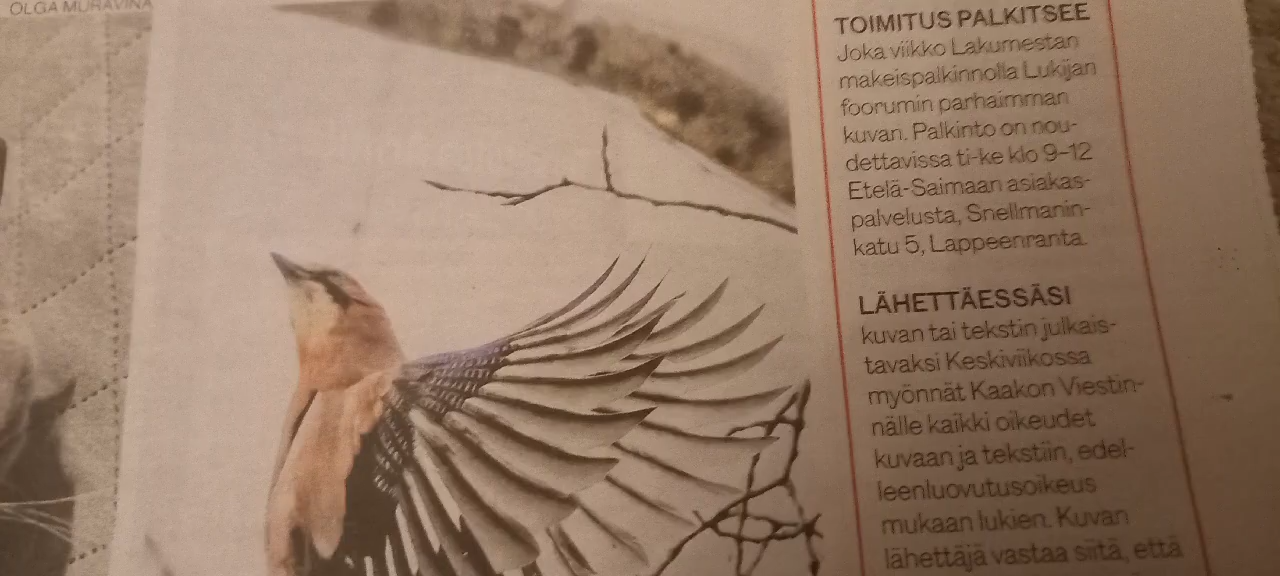 OLGA MURAVINA
TOIMITUS PALKITSEE
Joka viikko Lakumestan
makeispalkinnolla Lukijan
foorumin parhaimman
kuvan. Palkinto on nou-
dettavissa ti-ke klo 9–12
Etelä-Saimaan asiakas-
palvelusta, Snellmanin-
katu 5, Lappeenranta.
LÄHETTÄESSÄSI
kuvan tai tekstin julkais-
tavaksi Keskiviikossa
myönnät Kaakon Viestin-
nälle kaikki oikeudet
kuvaan ja tekstiin, edel-
leenluovutusoikeus
mukaan lukien. Kuvan
lähettäjä vastaa siitä, että